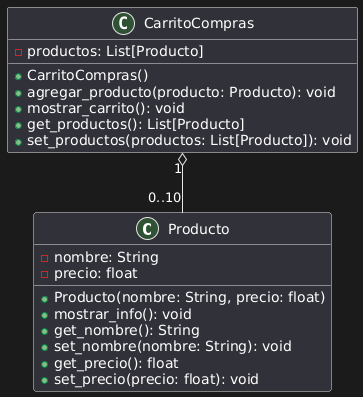 C CarritoCompras
productos: List[Producto]
CarritoCompras()
agregar_producto(producto: Producto): void
mostrar_carrito(): void
get_productos(): List[Producto]
set_productos(productos: List[Producto]): void
1
0..10
C Producto
nombre: String
precio: float
Producto(nombre: String, precio: float)
mostrar_info(): void
get_nombre(): String
set_nombre(nombre: String): void
get_precio(): float
set_precio(precio: float): void